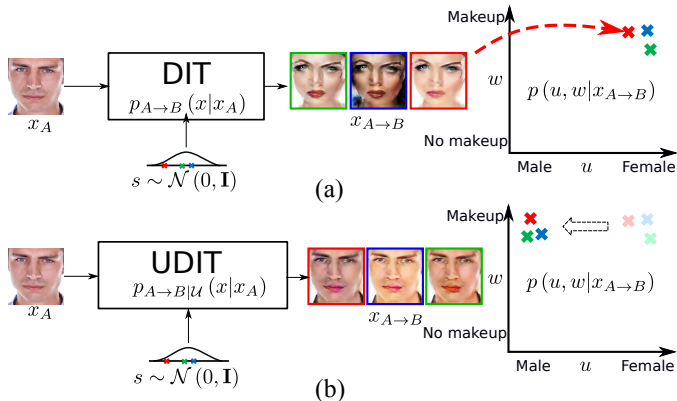 DIT
p_{A→B}(x|x_A)
x_A
s ∼ N(0, I)
x_{A→B}
Makeup
w
p(u, w|x_{A→B})
No makeup
Male u Female
(a)
UDIT
p_{A→B|U}(x|x_A)
x_A
s ∼ N(0, I)
x_{A→B}
Makeup
w
p(u, w|x_{A→B})
No makeup
Male u Female
(b)